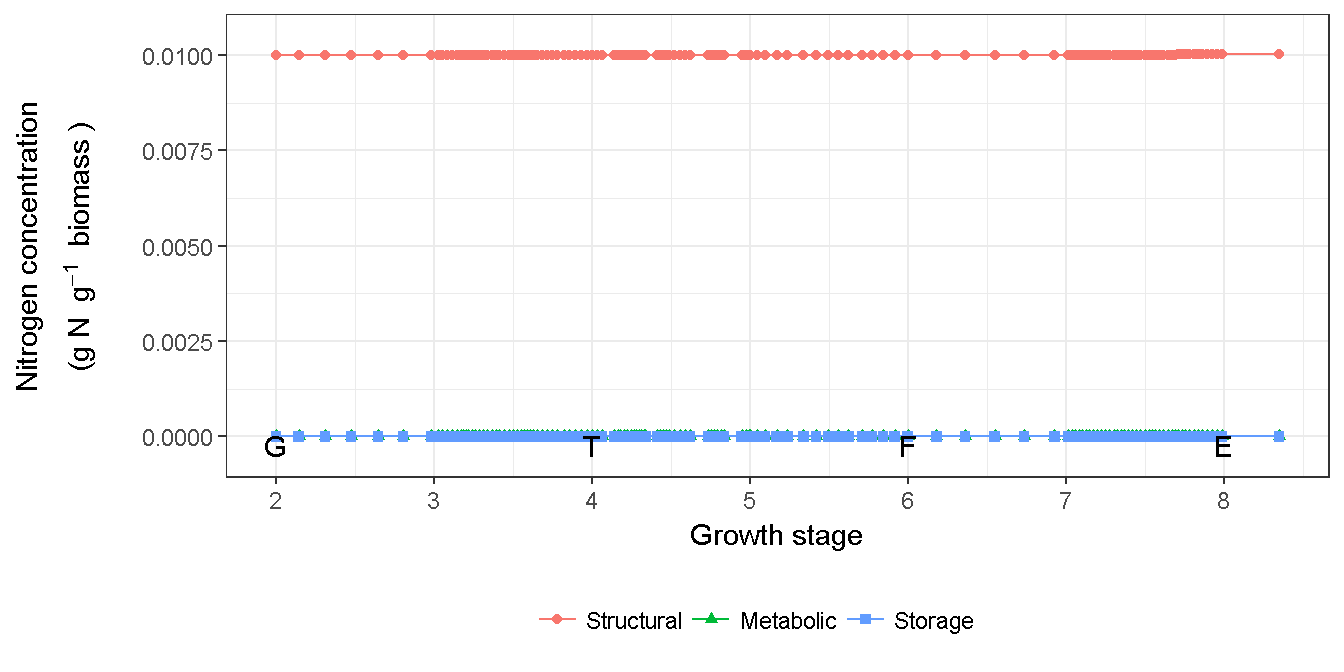 Nitrogen concentration
(g N g⁻¹ biomass )
0.0100
0.0075
0.0050
0.0025
0.0000
G T F E
2 3 4 5 6 7 8
Growth stage
Structural Metabolic Storage